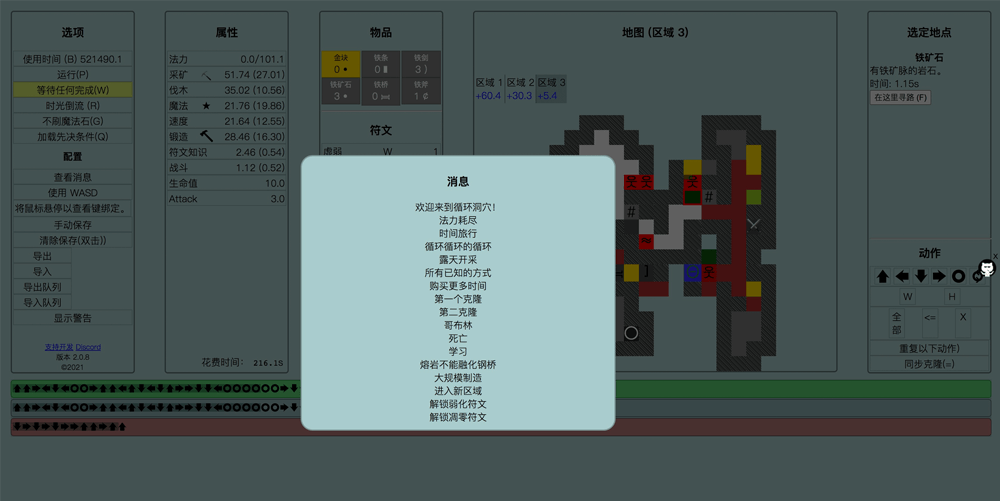 选项
使用时间 (B) 521490.1
运行(P)
等待任何完成(W)
时光倒流 (R)
不刷魔法石(G)
加载先决条件(Q)
配置
查看消息
使用 WASD
将鼠标悬停以查看键绑定。
手动保存
清除保存(双击))
导出
导入
导出队列
导入队列
显示警告
支持开发 Discord
版本 2.0.8
©2021
属性
法力 0.0/101.1
采矿 51.74 (27.01)
伐木 35.02 (10.56)
魔法 21.76 (19.86)
速度 21.64 (12.55)
锻造 28.46 (16.30)
符文知识 2.46 (0.54)
战斗 1.12 (0.52)
生命值 10.0
Attack 3.0
花费时间: 216.1S
物品
金块 铁条 铁剑
0 0 3
铁矿石 铁桥 铁斧
3 0 1
符文
虚弱 W 1
地图 (区域 3)
区域 1 区域 2 区域 3
+60.4 +30.3 +5.4
选定地点
铁矿石
有铁矿脉的岩石。
时间: 1.15s
在这里寻路 (F)
动作
W H
全部 <= X
重复以下动作)
同步克隆(=)
消息
欢迎来到循环洞穴!
法力耗尽
时间旅行
循环循环的循环
露天开采
所有已知的方式
购买更多时间
第一个克隆
第二克隆
哥布林
死亡
学习
熔岩不能融化钢桥
大规模制造
进入新区域
解锁弱化符文
解锁凋零符文